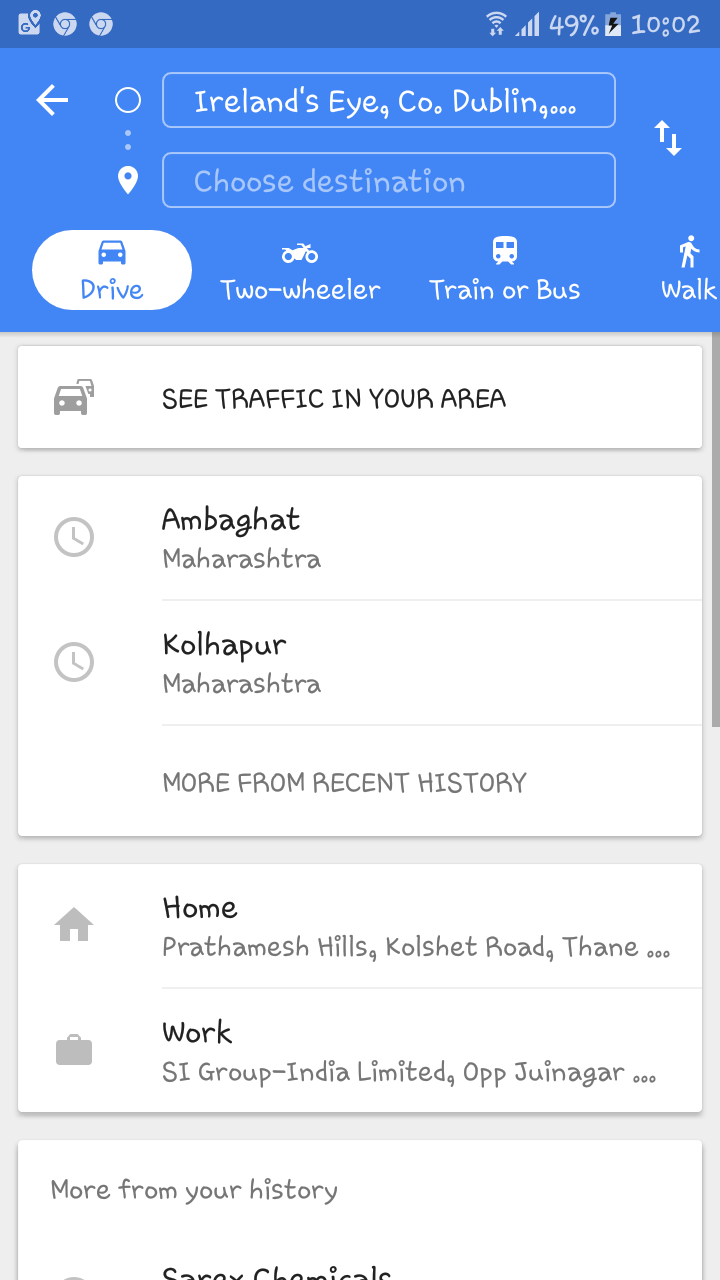 49% 10:02
Ireland's Eye, Co. Dublin,...
Choose destination
Drive
Two-wheeler
Train or Bus
Walk
SEE TRAFFIC IN YOUR AREA
Ambaghat
Maharashtra
Kolhapur
Maharashtra
MORE FROM RECENT HISTORY
Home
Prathamesh Hills, Kolshet Road, Thane ...
Work
SI Group-India Limited, Opp Juinagar ...
More from your history
Sarex Chemicals